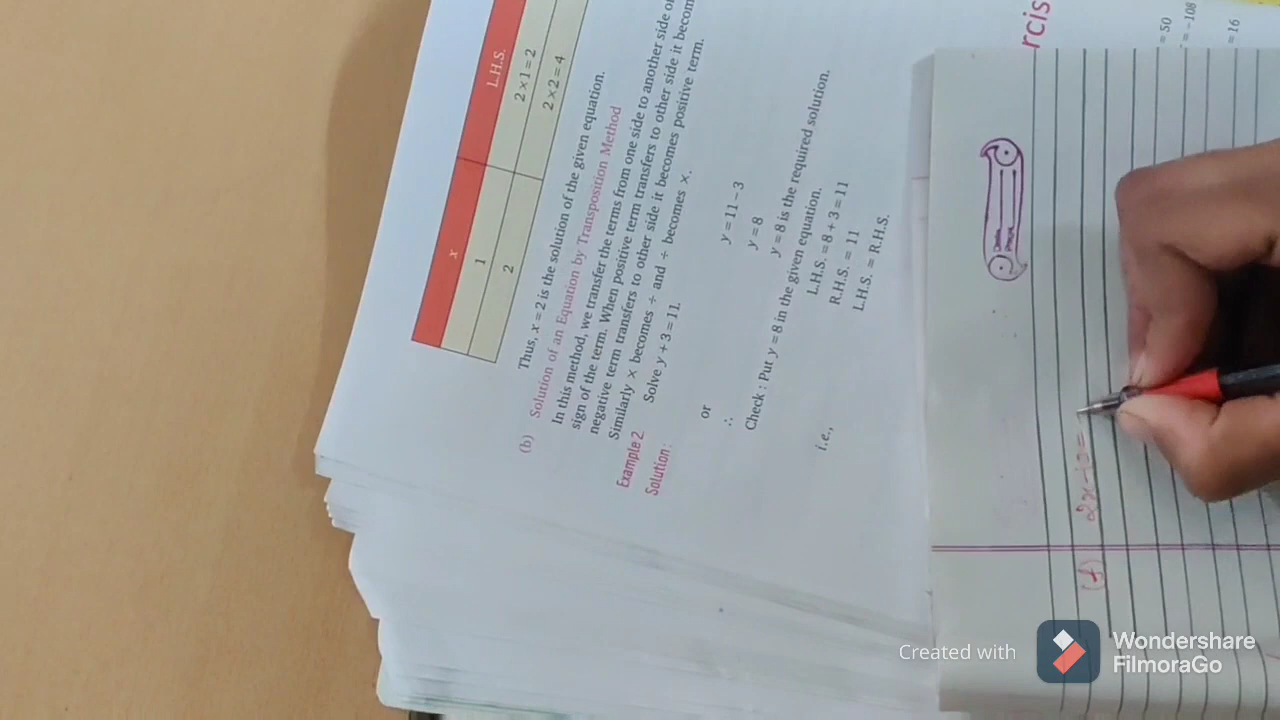 x L.H.S.
1 2 × 1 = 2
2 2 × 2 = 4
Thus, x = 2 is the solution of the given equation.
(b) Solution of an Equation by Transposition Method
In this method, we transfer the terms from one side to another side
sign of the term. When positive term transfers to other side it
negative term transfers to other side it becomes positive term.
Similarly × becomes ÷ and ÷ becomes ×.
Example 2 Solve y + 3 = 11.
Solution :
or y = 11 – 3
∴ y = 8
y = 8 is the required solution.
Check : Put y = 8 in the given equation.
i.e., L.H.S. = 8 + 3 = 11
R.H.S. = 11
L.H.S. = R.H.S.
rcis
= 50
= –108
= 16
(f) 2x + 3 =
Created with Wondershare
FilmoraGo